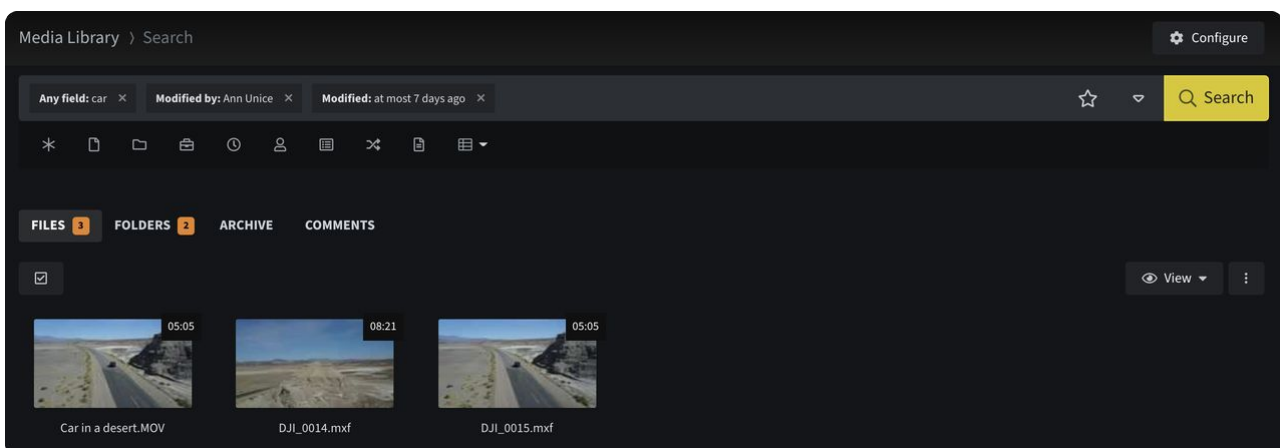 Media Library ⟩ Search
Configure
Any field: car × Modified by: Ann Unice × Modified: at most 7 days ago ×
Search
FILES 3 FOLDERS 2 ARCHIVE COMMENTS
View
05:05 08:21 05:05
Car in a desert.MOV DJI_0014.mxf DJI_0015.mxf